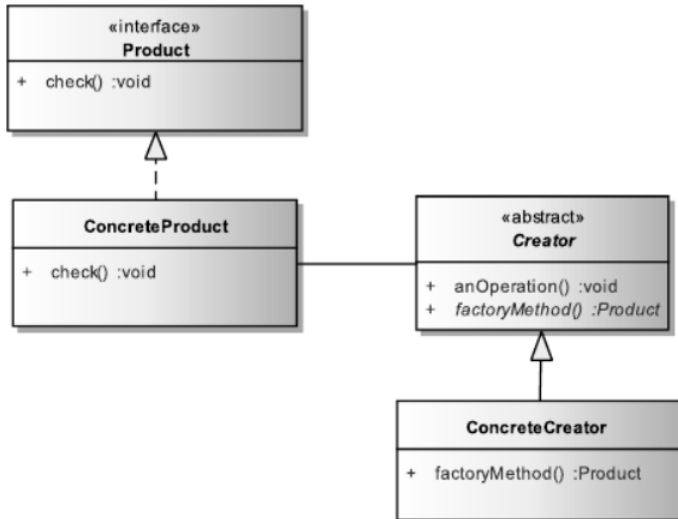 «interface»
Product
+ check() :void
ConcreteProduct
+ check() :void
«abstract»
Creator
+ anOperation() :void
+ factoryMethod() :Product
ConcreteCreator
+ factoryMethod() :Product